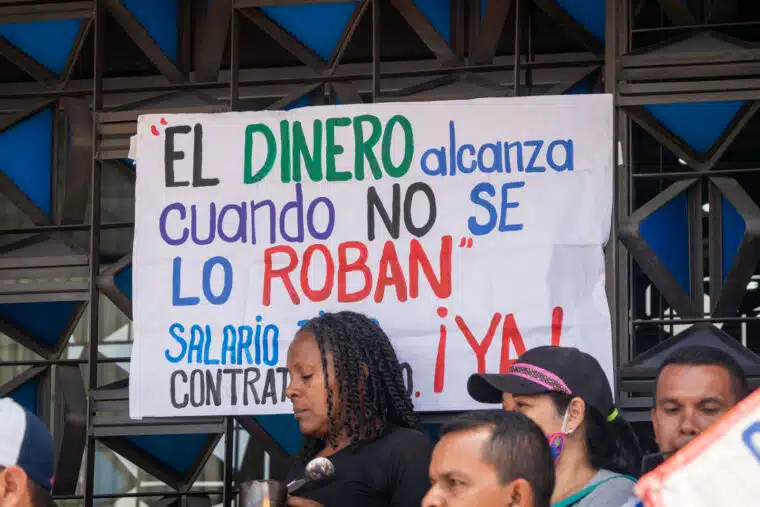 "EL DINERO alcanza
cuando NO SE
LO ROBAN"
SALARIO
¡YA!